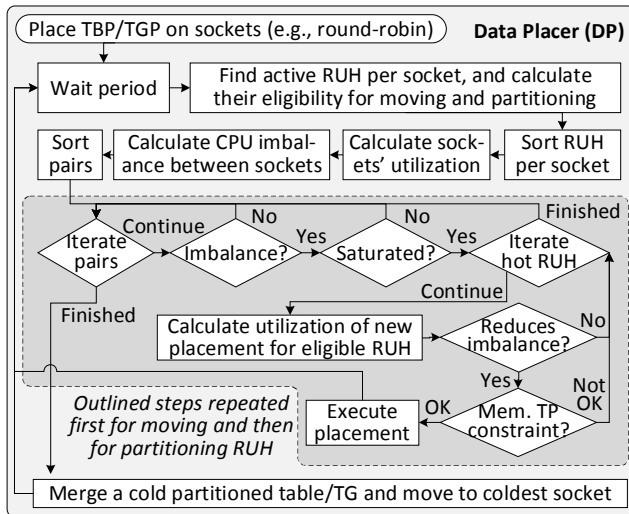 Place TBP/TGP on sockets (e.g., round-robin)
Data Placer (DP)
Wait period
Find active RUH per socket, and calculate
their eligibility for moving and partitioning
Sort
pairs
Calculate CPU imbal-
ance between sockets
Calculate sock-
ets' utilization
Sort RUH
per socket
Continue
No
No
Finished
Iterate
pairs
Imbalance?
Yes
Saturated?
Yes
Iterate
hot RUH
Continue
Finished
Calculate utilization of new
placement for eligible RUH
Reduces
imbalance?
No
Yes
Not
OK
Outlined steps repeated
first for moving and then
for partitioning RUH
Execute
placement
OK
Mem. TP
constraint?
Merge a cold partitioned table/TG and move to coldest socket